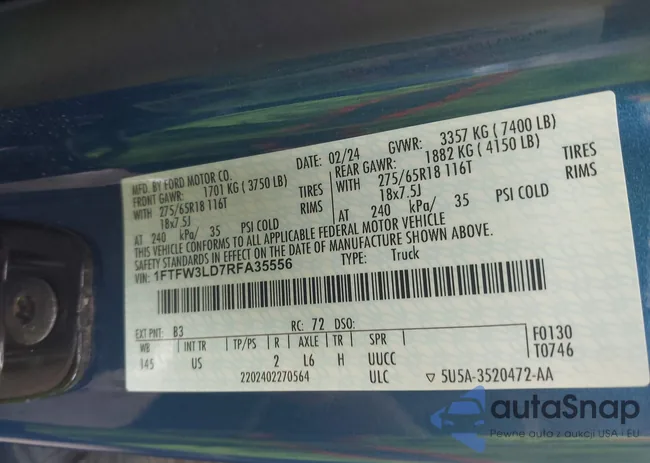 MFD. BY FORD MOTOR CO.
DATE: 02/24 GVWR: 3357 KG ( 7400 LB)
FRONT GAWR: 1701 KG ( 3750 LB) REAR GAWR: 1882 KG ( 4150 LB)
WITH 275/65R18 116T TIRES WITH 275/65R18 116T TIRES
18x7.5J RIMS 18x7.5J RIMS
AT 240 kPa/ 35 PSI COLD AT 240 kPa/ 35 PSI COLD
THIS VEHICLE CONFORMS TO ALL APPLICABLE FEDERAL MOTOR VEHICLE
SAFETY STANDARDS IN EFFECT ON THE DATE OF MANUFACTURE SHOWN ABOVE.
VIN: 1FTFW3LD7RFA35556 TYPE: Truck
EXT PNT: B3 RC: 72 DSO: F0130
WB INT TR TP/PS R AXLE TR SPR T0746
145 US 2 L6 H UUCC
2202402270564 ULC ▽ 5U5A-3520472-AA
autaSnap
Pewne auta z aukcji USA i EU